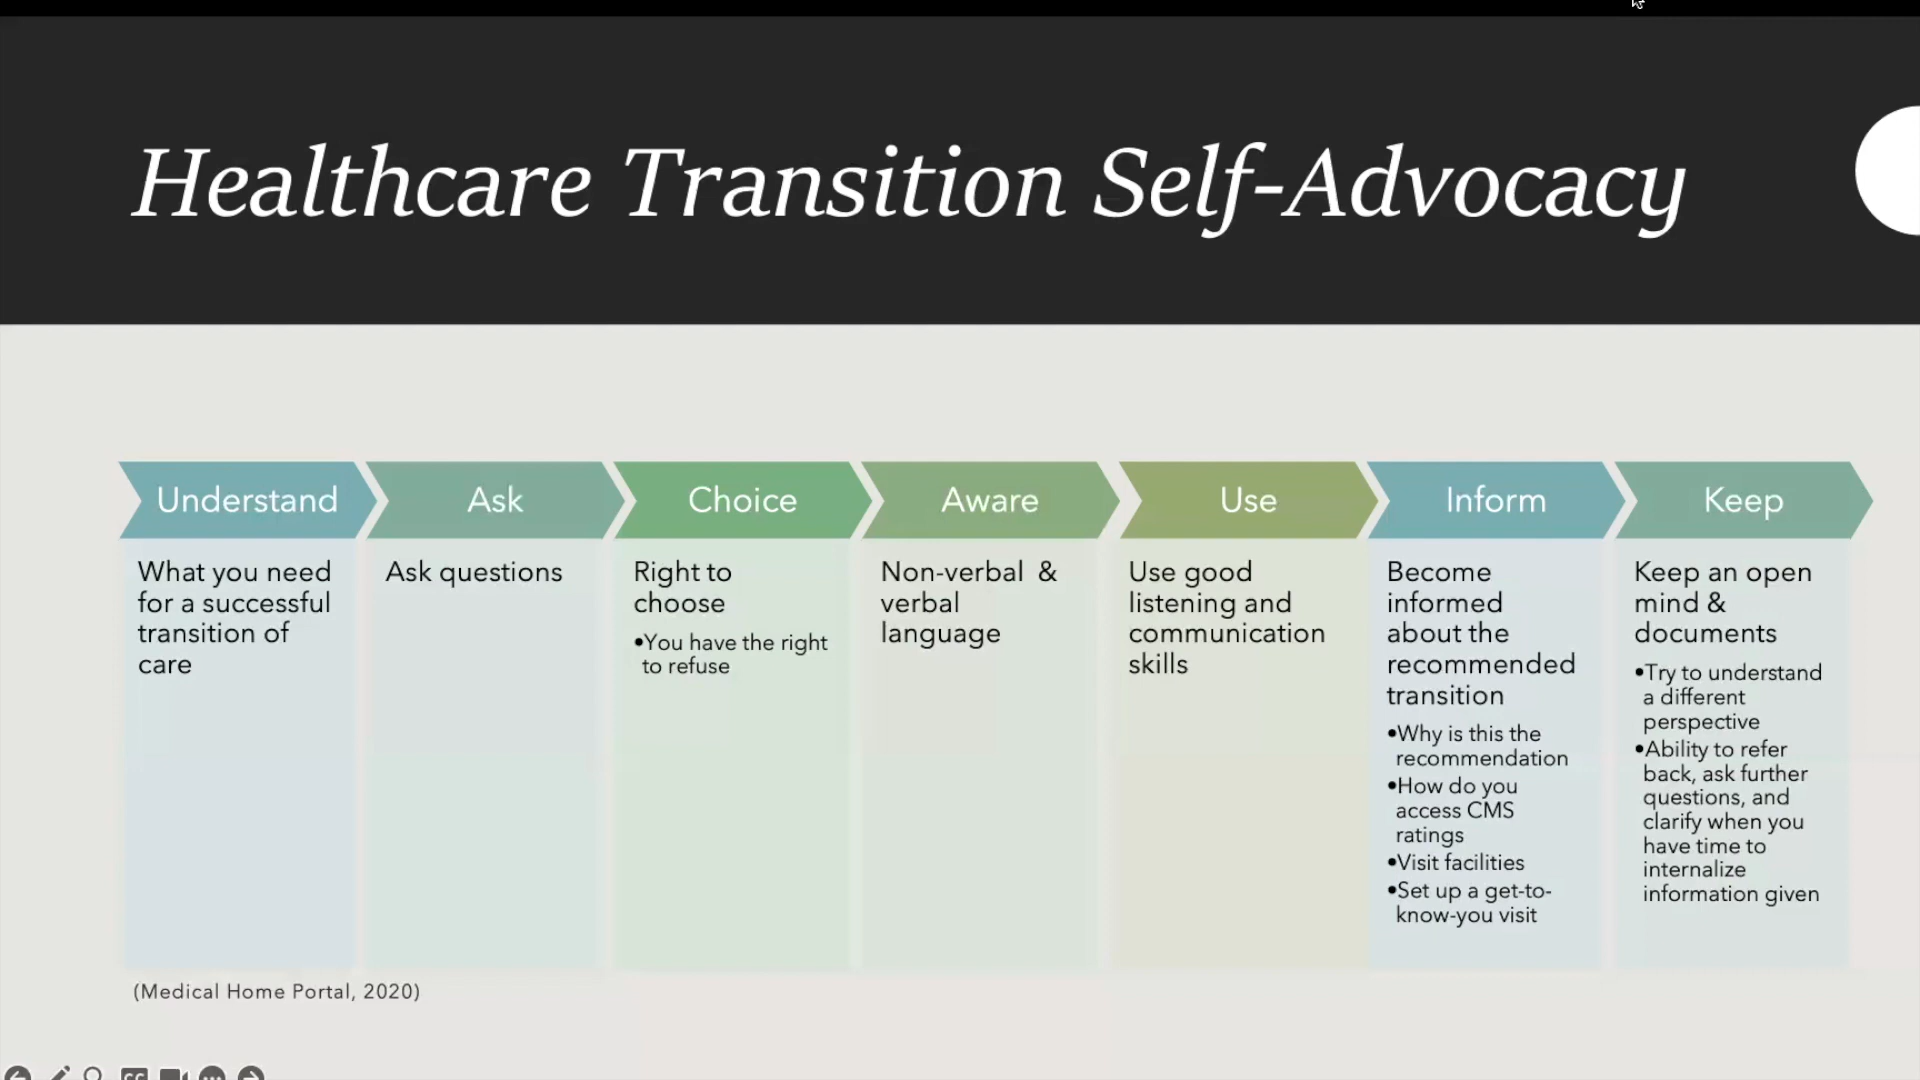 Healthcare Transition Self-Advocacy
Understand
What you need
for a successful
transition of
care
Ask
Ask questions
Choice
Right to
choose
•You have the right
to refuse
Aware
Non-verbal &
verbal
language
Use
Use good
listening and
communication
skills
Inform
Become
informed
about the
recommended
transition
•Why is this the
recommendation
•How do you
access CMS
ratings
•Visit facilities
•Set up a get-to-
know-you visit
Keep
Keep an open
mind &
documents
•Try to understand
a different
perspective
•Ability to refer
back, ask further
questions, and
clarify when you
have time to
internalize
information given
(Medical Home Portal, 2020)
CC